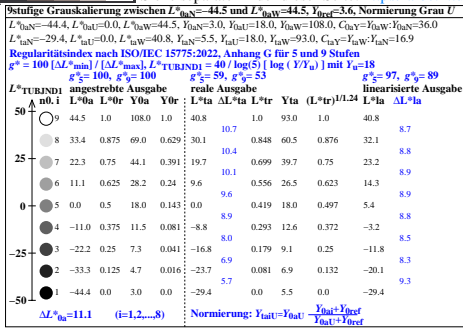 9stufige Grauskalierung zwischen L*0aN=−44.5 und L*0aW=44.5, Y0ref=3.6, Normierung Grau U
L*0aN=−44.4, L*0aU=0.0, L*0aW=44.5, Y0aN=3.0, Y0aU=18.0, Y0aW=108.0, C0aY=Y0aW:Y0aN=36.0
L*taN=−29.4, L*taU=0.0, L*taW=40.8, YtaN=5.5, YtaU=18.0, YtaW=93.0, CtaY=YtaW:YtaN=16.9
Regularitätsindex nach ISO/IEC 15775:2022, Anhang G für 5 und 9 Stufen
g* = 100 [ΔL*min] / [ΔL*max], L*TUBJND1 = 40 / log(5) [ log ( Y/Yu) ] mit Yu=18
g*5= 100, g*9= 100 g*5= 59, g*9= 53 g*5= 97, g*9= 89
L*TUBJND1 angestrebte Ausgabe reale Ausgabe linearisierte Ausgabe
n0. i L*0a L*0r Y0a Y0r L*ta ΔL*ta L*tr Yta (L*tr)1/1.24 L*la ΔL*la
50
9 44.5 1.0 108.0 1.0 40.8 1.0 93.0 1.0 40.8
10.7 8.7
8 33.4 0.875 69.0 0.629 30.1 0.848 60.5 0.876 32.1
10.4 8.8
25
7 22.3 0.75 44.1 0.391 19.7 0.699 39.7 0.75 23.2
10.1 8.9
6 11.1 0.625 28.2 0.24 9.6 0.556 26.5 0.623 14.3
9.6 8.9
0
5 0.0 0.5 18.0 0.143 0.0 0.419 18.0 0.497 5.4
8.9 8.8
4 −11.0 0.375 11.5 0.081 −8.8 0.293 12.6 0.372 −3.2
8.0 8.5
−25
3 −22.2 0.25 7.3 0.041 −16.8 0.179 9.1 0.25 −11.8
6.9 8.3
2 −33.3 0.125 4.7 0.016 −23.7 0.081 6.9 0.132 −20.1
5.7 9.3
−50
1 −44.4 0.0 3.0 0.0 −29.4 0.0 5.5 0.0 −29.4
ΔL*0a=11.1 (i=1,2,...,8) Normierung: YtaiU=Y0aU Y0ai+Y0ref
Y0aU+Y0ref